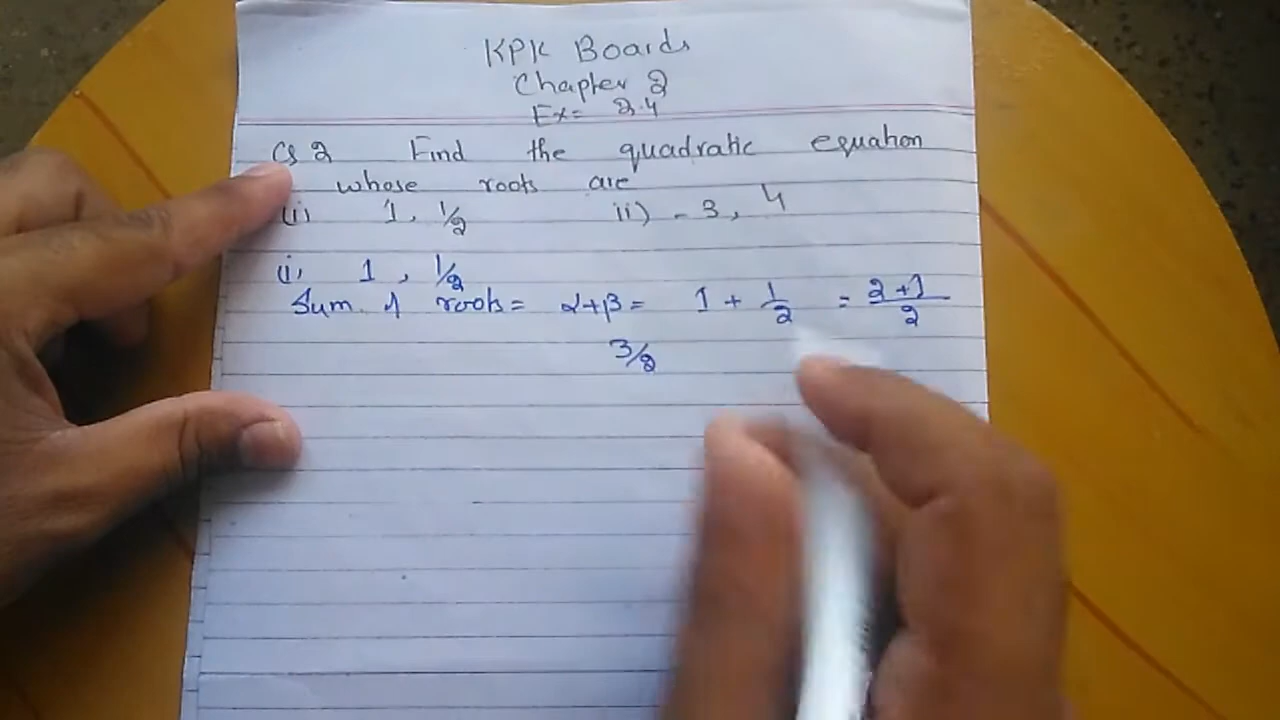 KPK Boards
Chapter 2
Ex= 2.4
Q 2 Find the quadratic equation
whose roots are
(i) 1, 1/2 ii) -3, 4
(i) 1, 1/2
Sum of roots = α+β = 1 + 1/2 = 2+1/2
3/2